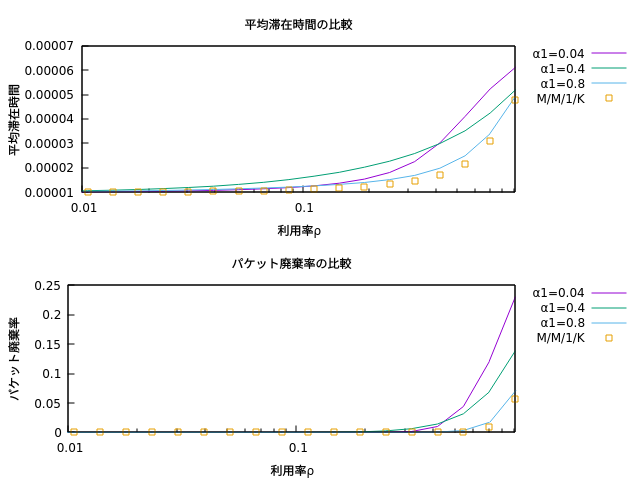 平均滞在時間の比較
0.00007
0.00006
0.00005
0.00004
0.00003
0.00002
0.00001
平均滞在時間
0.01
0.1
利用率ρ
α1=0.04
α1=0.4
α1=0.8
M/M/1/K
パケット廃棄率の比較
0.25
0.2
0.15
0.1
0.05
0
パケット廃棄率
0.01
0.1
利用率ρ
α1=0.04
α1=0.4
α1=0.8
M/M/1/K